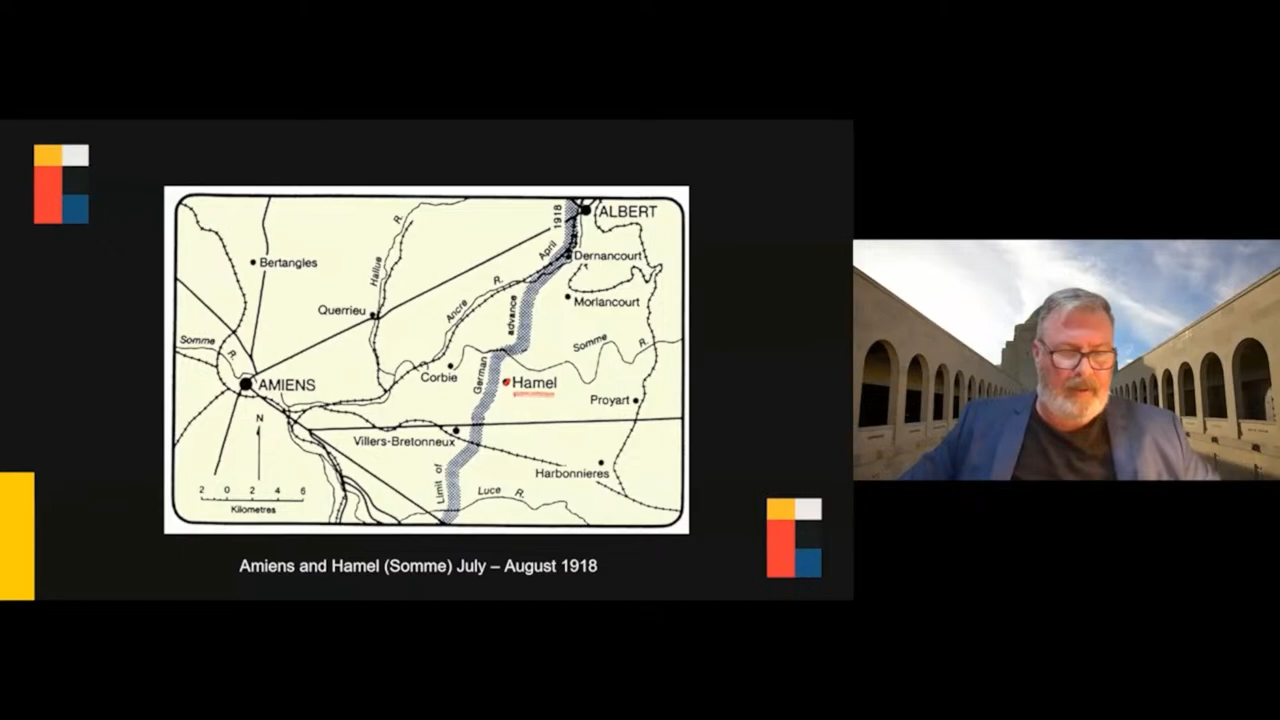 1918
ALBERT
R.
April
Dernancourt
Bertangles
Hallue
R.
Ancre
Morlancourt
Querrieu
advance
Somme
R.
Somme
R.
Corbie
German
Hamel
AMIENS
Proyart
N
Villers-Bretonneux
Harbonnieres
Limit of
Luce R.
2 0 2 4 6
Kilometres
Amiens and Hamel (Somme) July – August 1918